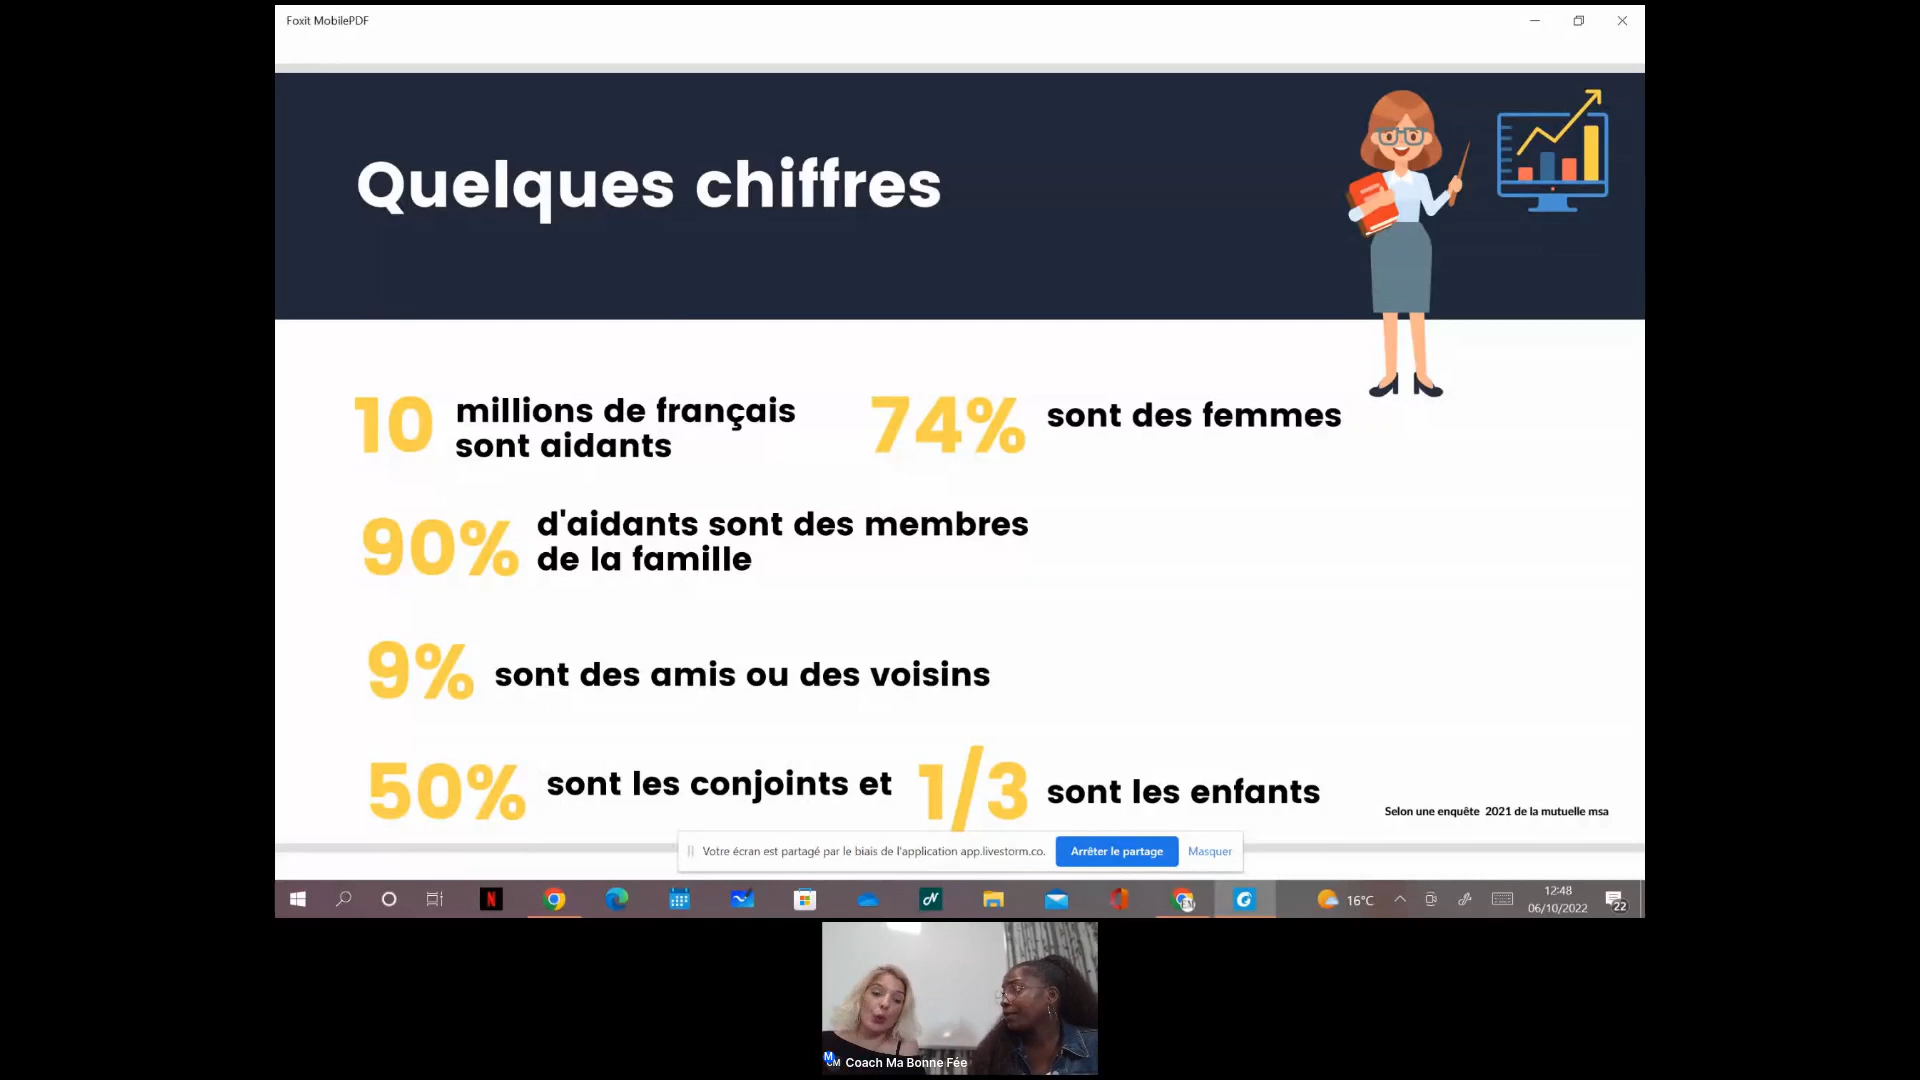 Foxit MobilePDF
Quelques chiffres
10 millions de français
sont aidants
74% sont des femmes
90% d'aidants sont des membres
de la famille
9% sont des amis ou des voisins
50% sont les conjoints et 1/3 sont les enfants
Selon une enquête 2021 de la mutuelle msa
Votre écran est partagé par le biais de l'application app.livestorm.co.
Arrêter le partage
Masquer
N
16°C
12:48
06/10/2022
22
M
CM Coach Ma Bonne Fée